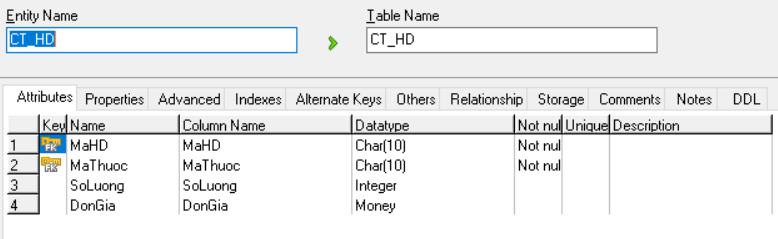 Entity Name Table Name
CT_HD CT_HD
Attributes Properties Advanced Indexes Alternate Keys Others Relationship Storage Comments Notes DDL
Key Name Column Name Datatype Not nul Unique Description
1 PFK MaHD MaHD Char(10) Not nul
2 PFK MaThuoc MaThuoc Char(10) Not nul
3 SoLuong SoLuong Integer
4 DonGia DonGia Money